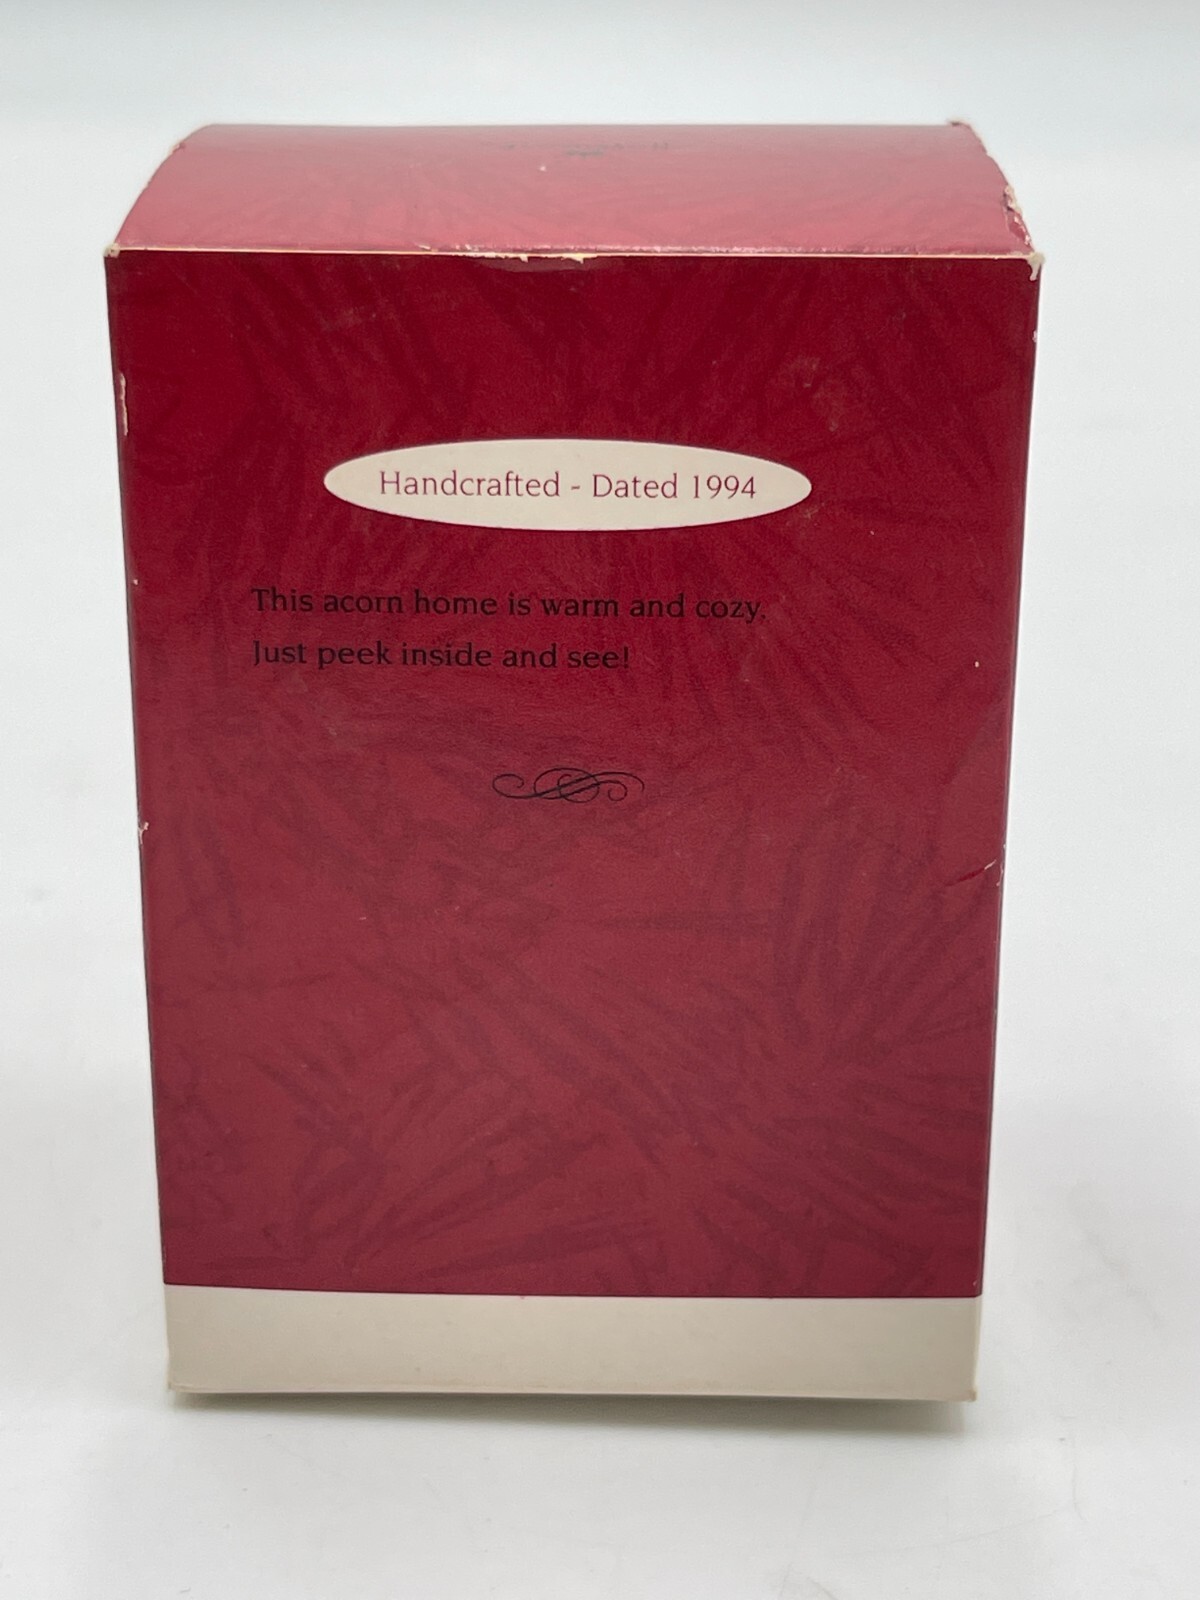 Handcrafted - Dated 1994
This acorn home is warm and cozy.
Just peek inside and see!